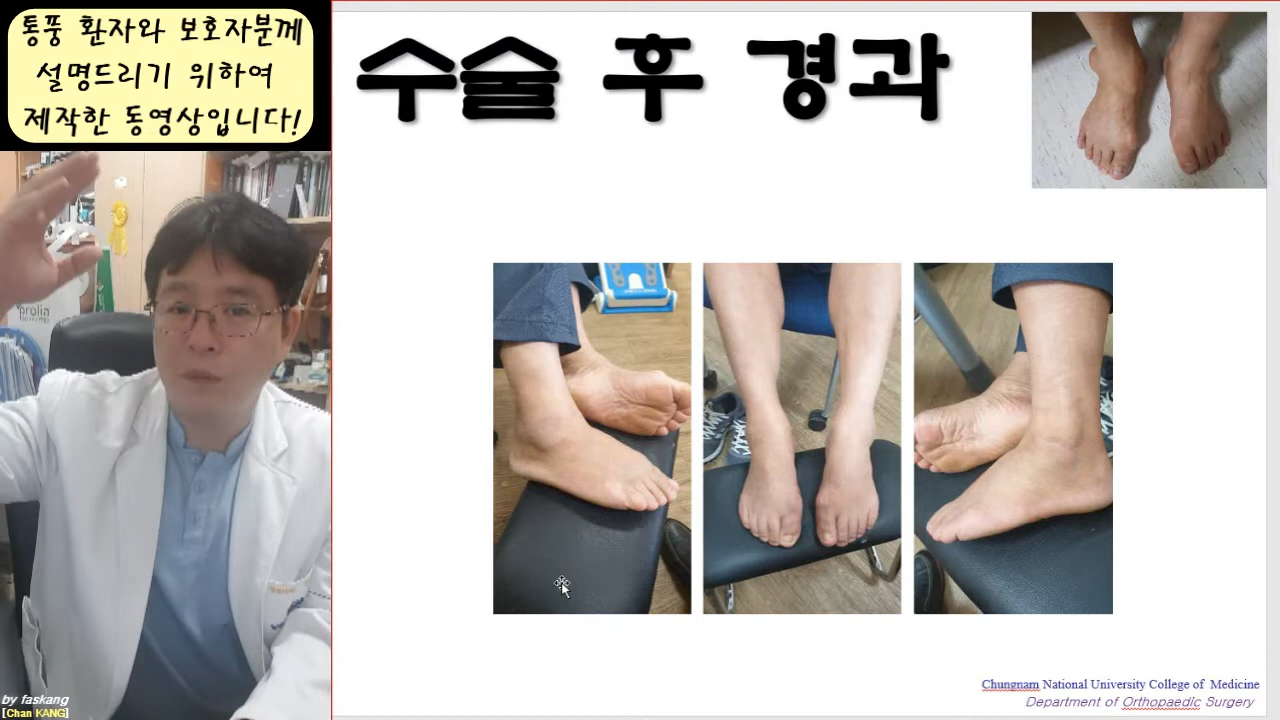 통풍 환자와 보호자분께
설명드리기 위하여
제작한 동영상입니다!
수술 후 경과
prolia
by faskang
[Chan KANG]
Chungnam National University College of Medicine
Department of Orthopaedic Surgery